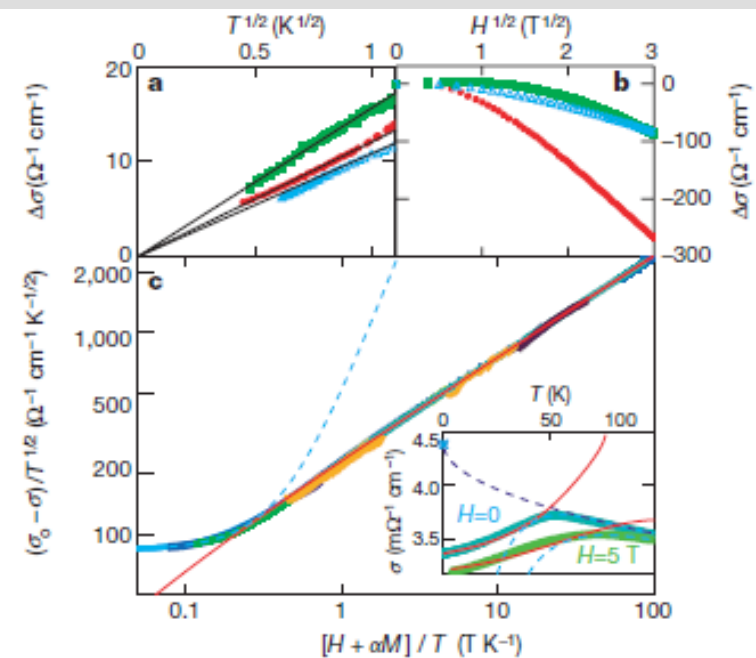 T 1/2 (K1/2)
H 1/2 (T1/2)
0 0.5 1 0 1 2 3
a
b
20
10
0
Δσ(Ω−1 cm−1)
0
−100
−200
−300
Δσ (Ω−1 cm−1)
c
2,000
1,000
500
200
100
(σo − σ)/T 1/2 (Ω−1 cm−1 K−1/2)
T (K)
0 50 100
4.5
4.0
3.5
σ (mΩ−1 cm−1)
H=0
H=5 T
0.1 1 10 100
[H + αM] / T (T K−1)